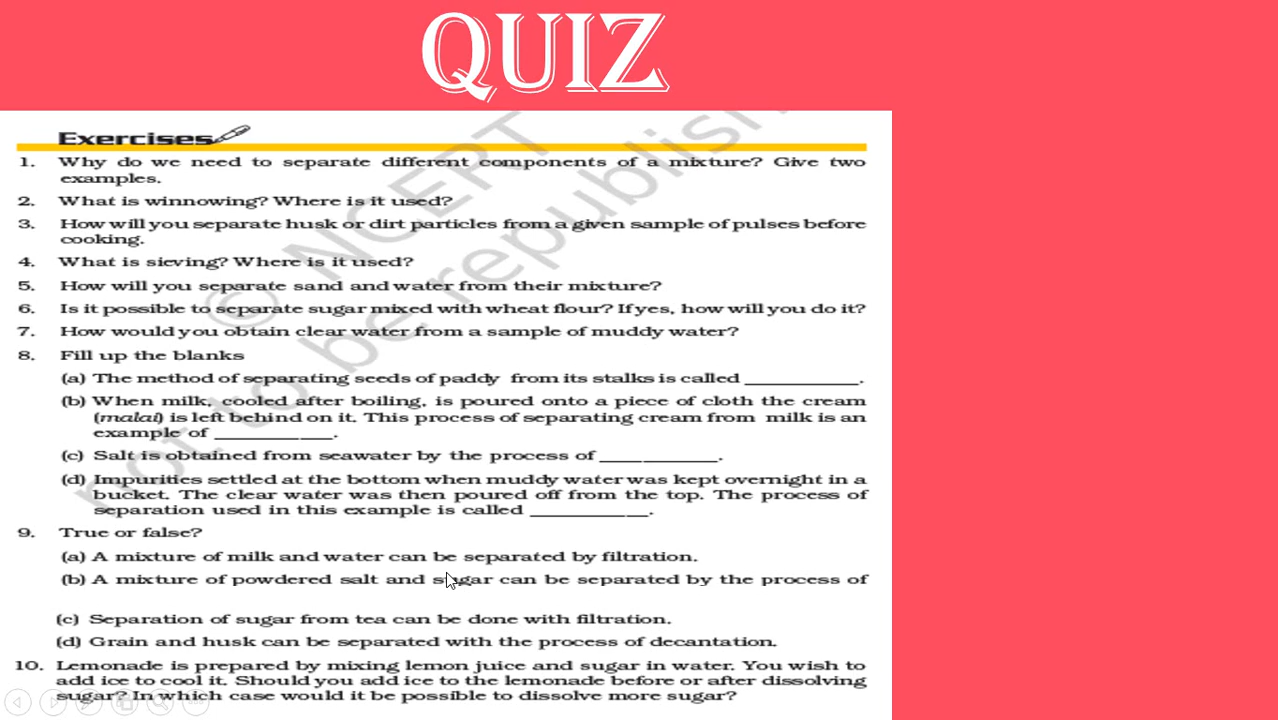 QUIZ
Exercises
1. Why do we need to separate different components of a mixture? Give two
examples.
2. What is winnowing? Where is it used?
3. How will you separate husk or dirt particles from a given sample of pulses before
cooking.
4. What is sieving? Where is it used?
5. How will you separate sand and water from their mixture?
6. Is it possible to separate sugar mixed with wheat flour? If yes, how will you do it?
7. How would you obtain clear water from a sample of muddy water?
8. Fill up the blanks
(a) The method of separating seeds of paddy from its stalks is called ___________.
(b) When milk, cooled after boiling, is poured onto a piece of cloth the cream
(malai) is left behind on it. This process of separating cream from milk is an
example of ___________.
(c) Salt is obtained from seawater by the process of ___________.
(d) Impurities settled at the bottom when muddy water was kept overnight in a
bucket. The clear water was then poured off from the top. The process of
separation used in this example is called ___________.
9. True or false?
(a) A mixture of milk and water can be separated by filtration.
(b) A mixture of powdered salt and sugar can be separated by the process of
(c) Separation of sugar from tea can be done with filtration.
(d) Grain and husk can be separated with the process of decantation.
10. Lemonade is prepared by mixing lemon juice and sugar in water. You wish to
add ice to cool it. Should you add ice to the lemonade before or after dissolving
sugar? In which case would it be possible to dissolve more sugar?
© NCERT
not to be republish